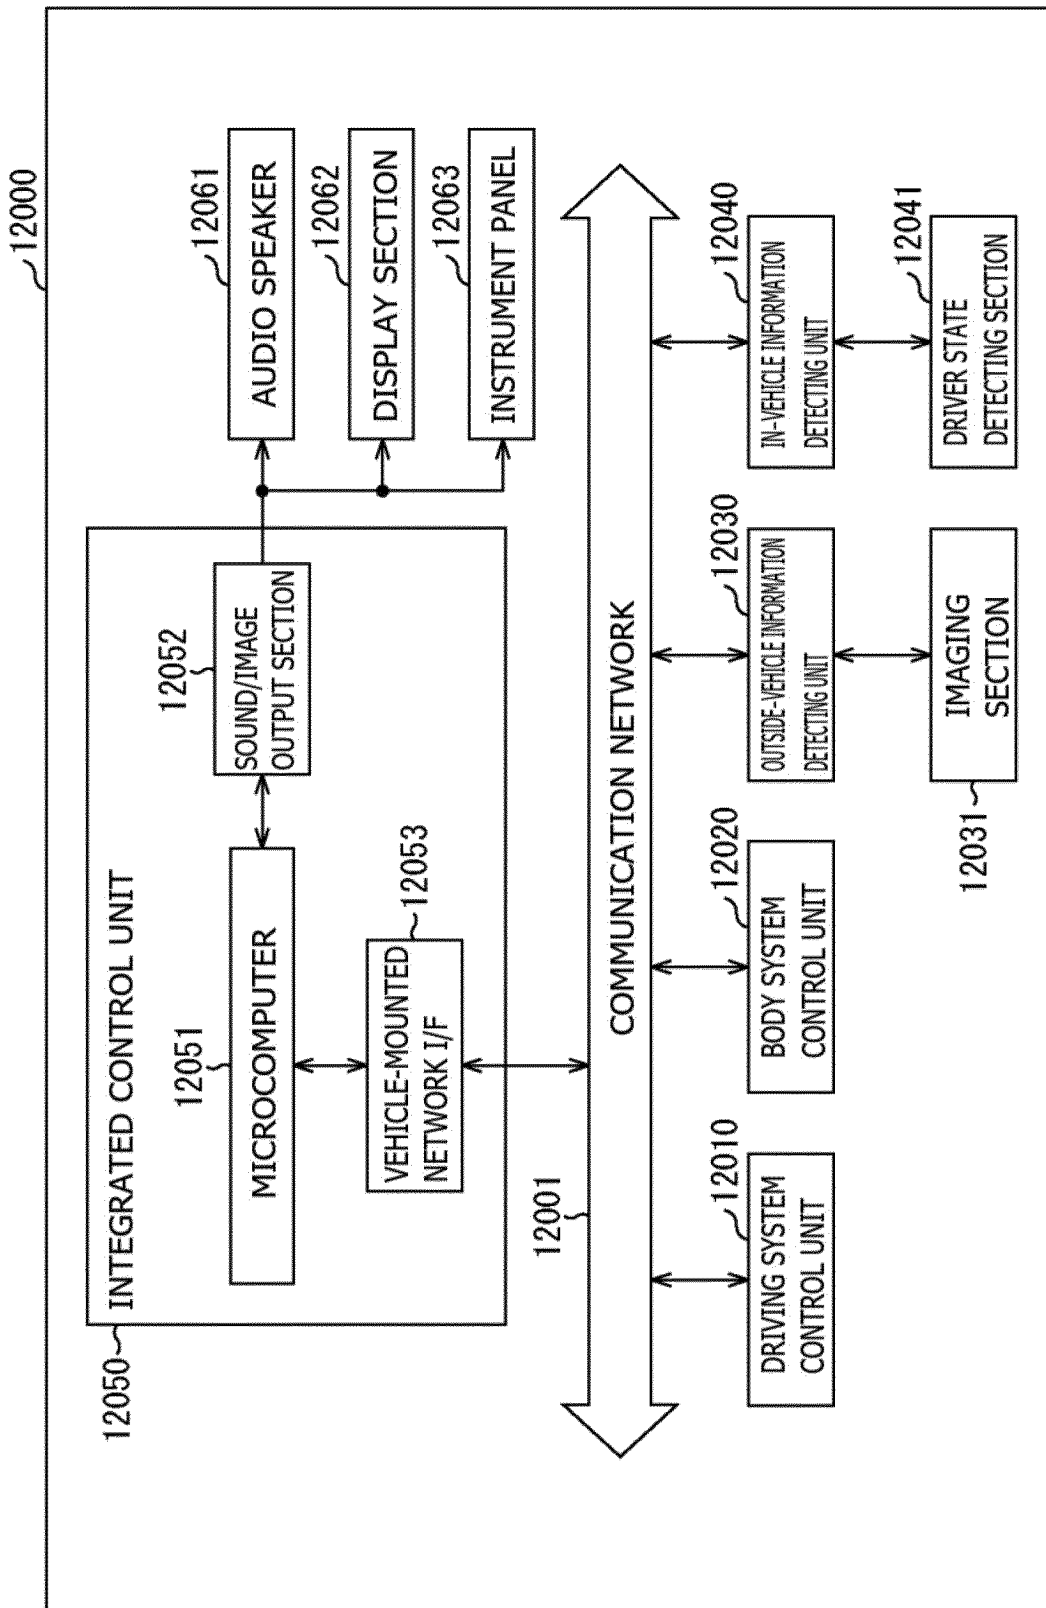 12000
12050
INTEGRATED CONTROL UNIT
12051
MICROCOMPUTER
12052
SOUND/IMAGE
OUTPUT SECTION
12053
VEHICLE-MOUNTED
NETWORK I/F
12061
AUDIO SPEAKER
12062
DISPLAY SECTION
12063
INSTRUMENT PANEL
12001
COMMUNICATION NETWORK
12010
DRIVING SYSTEM
CONTROL UNIT
12020
BODY SYSTEM
CONTROL UNIT
12030
OUTSIDE-VEHICLE INFORMATION
DETECTING UNIT
12040
IN-VEHICLE INFORMATION
DETECTING UNIT
12031
IMAGING
SECTION
12041
DRIVER STATE
DETECTING SECTION